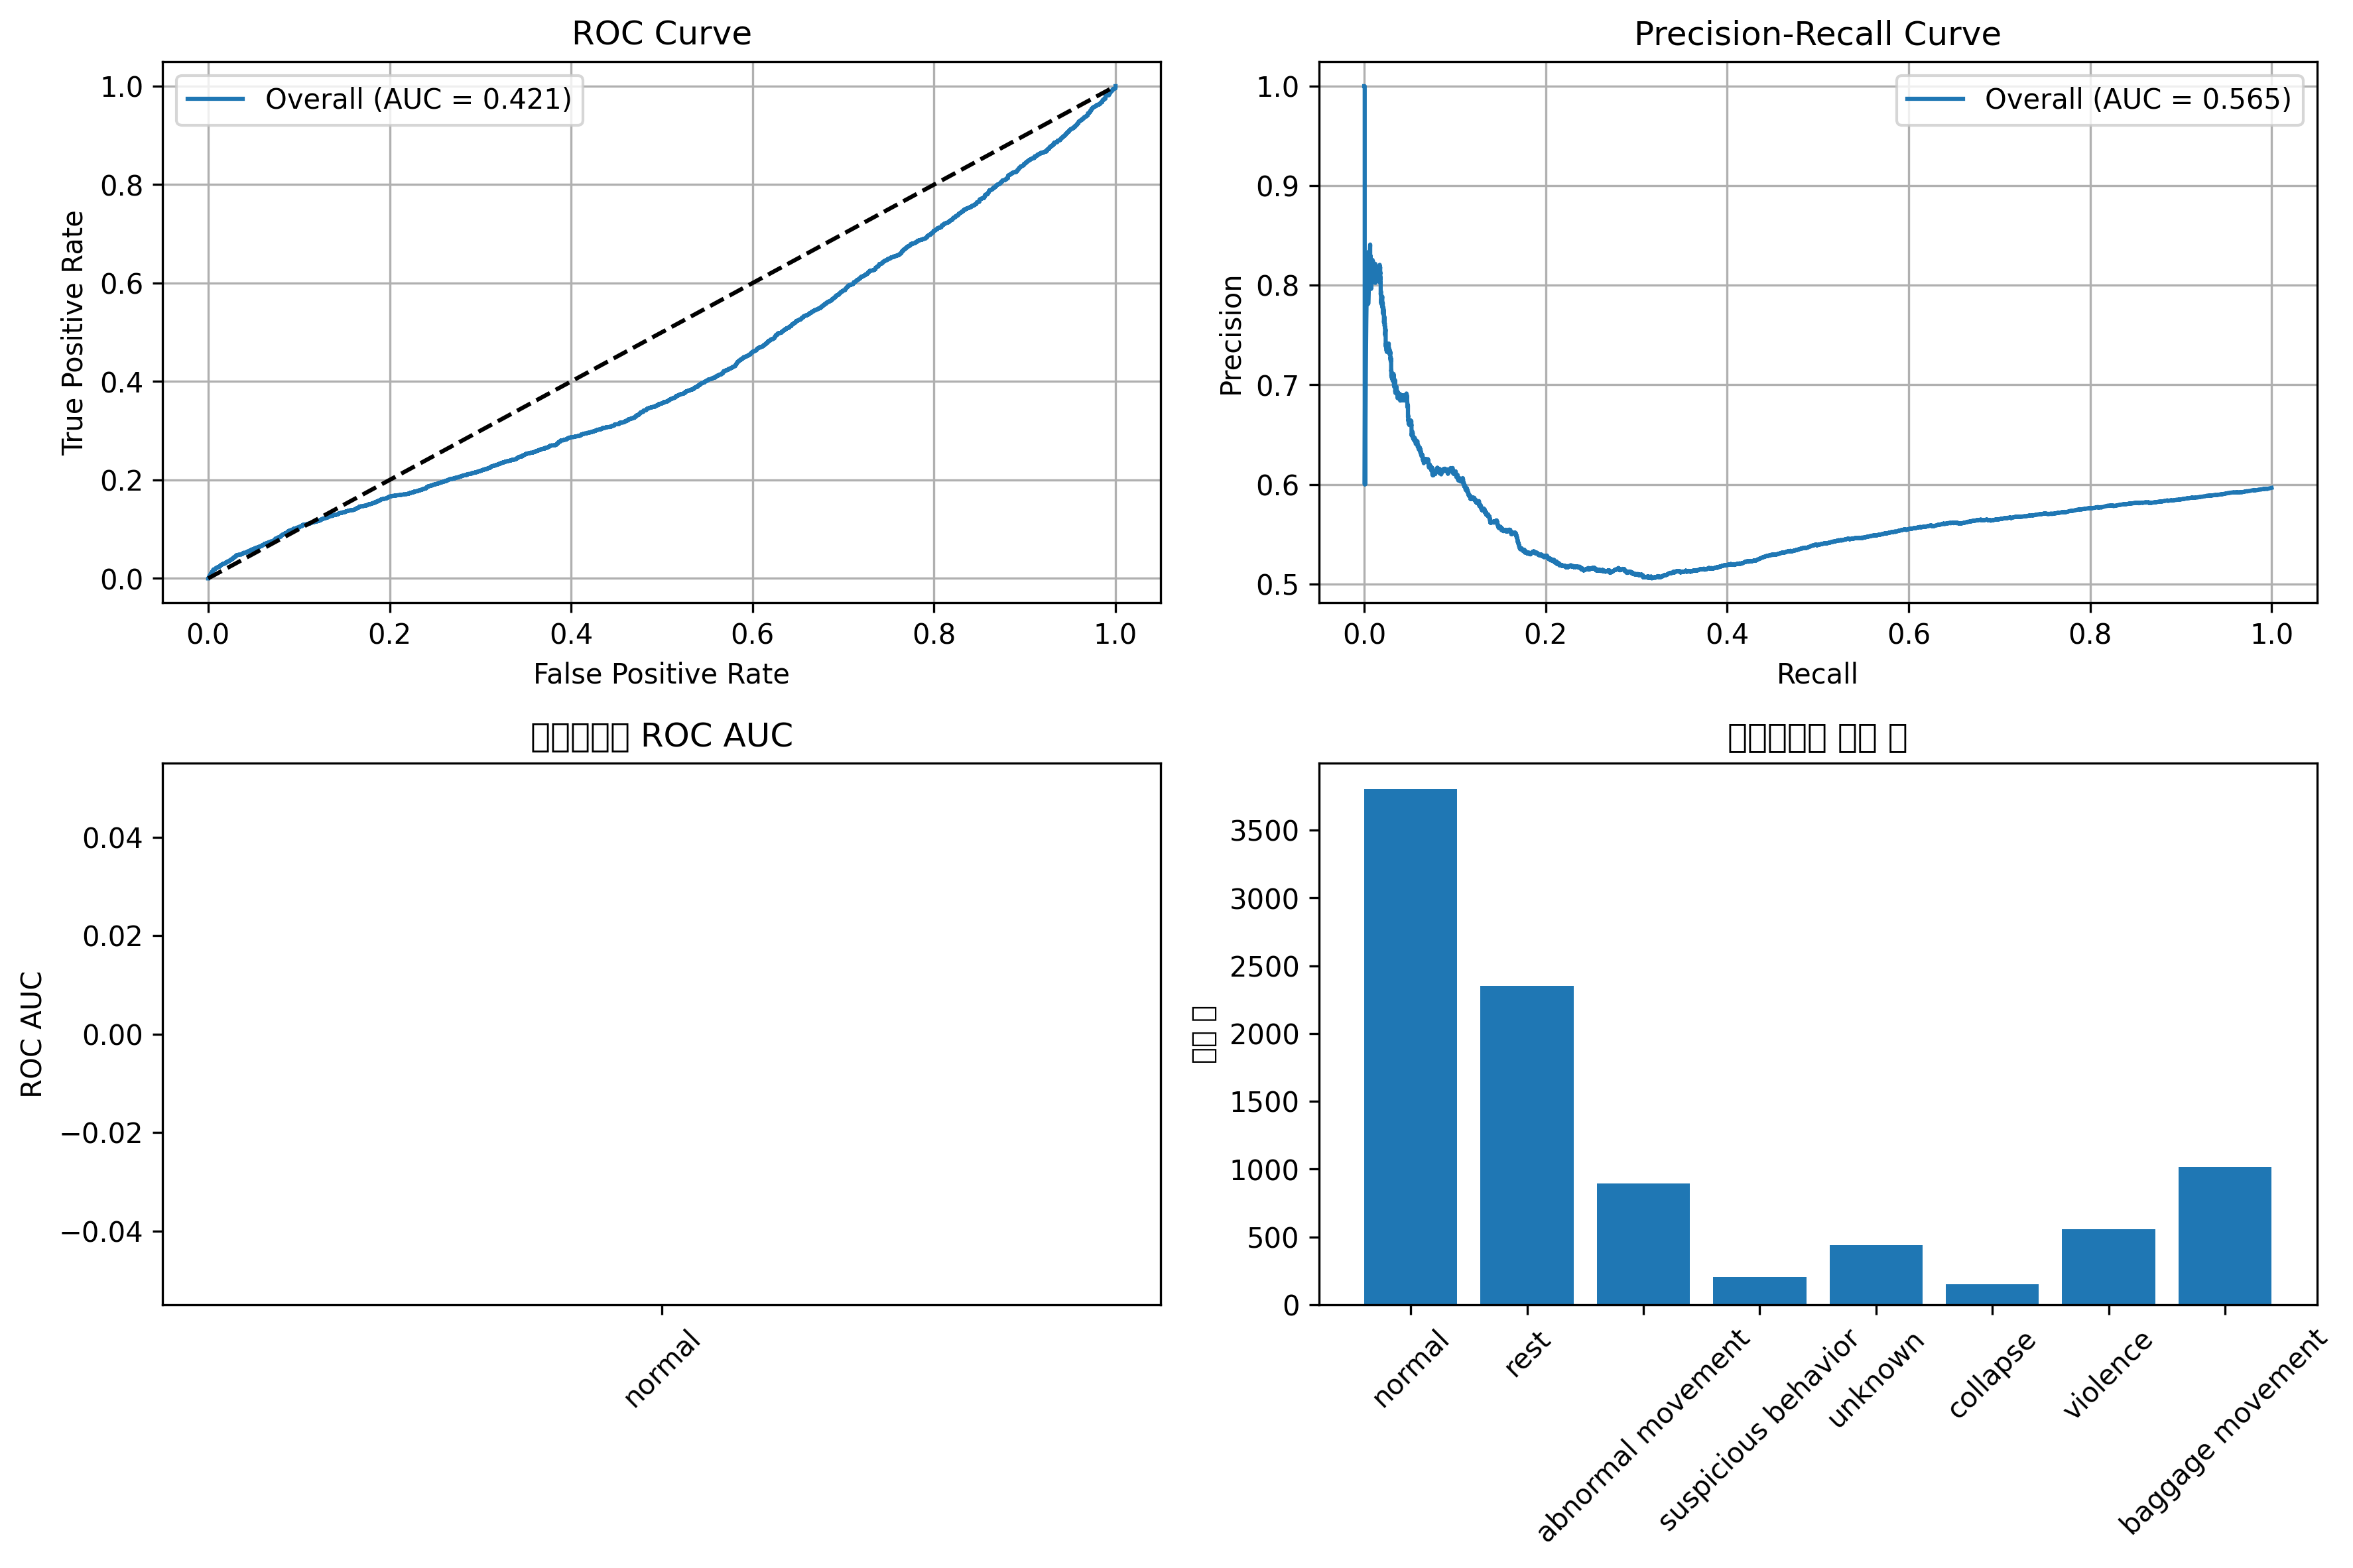 ROC Curve
Overall (AUC = 0.421)
True Positive Rate
1.0
0.8
0.6
0.4
0.2
0.0
0.0 0.2 0.4 0.6 0.8 1.0
False Positive Rate
Precision-Recall Curve
Overall (AUC = 0.565)
Precision
1.0
0.9
0.8
0.7
0.6
0.5
0.0 0.2 0.4 0.6 0.8 1.0
Recall
ROC AUC
ROC AUC
0.04
0.02
0.00
−0.02
−0.04
normal
3500
3000
2500
2000
1500
1000
500
0
normal
rest
abnormal movement
suspicious behavior
unknown
collapse
violence
baggage movement